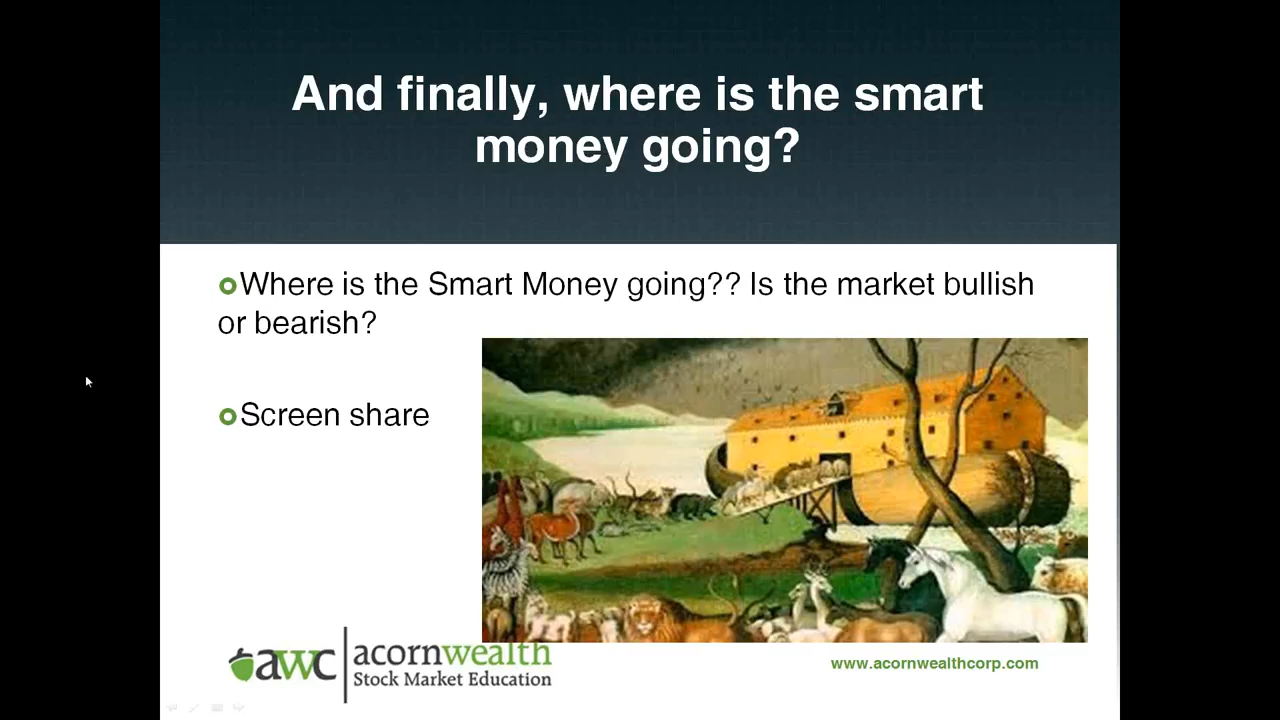 And finally, where is the smart
money going?
Where is the Smart Money going?? Is the market bullish
or bearish?
Screen share
awc
acornwealth
Stock Market Education
www.acornwealthcorp.com